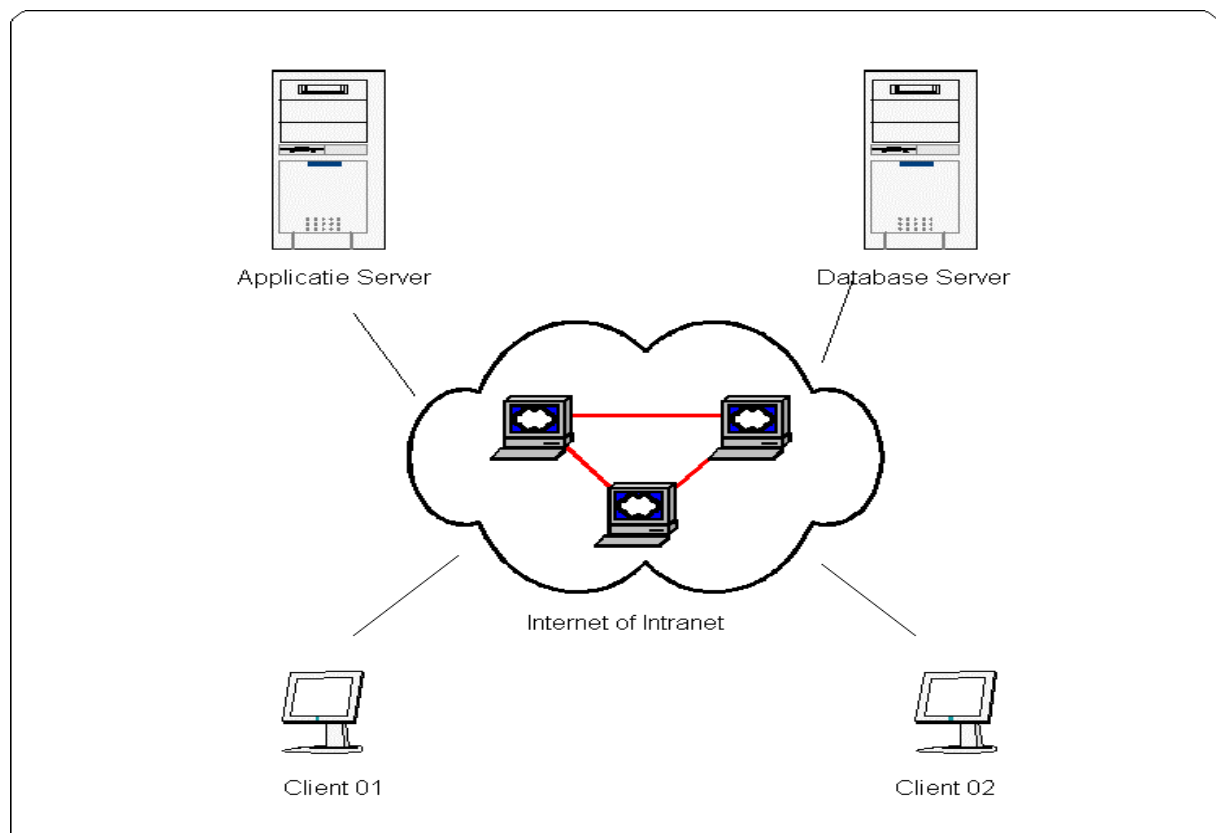 Applicatie Server
Database Server
Internet of Intranet
Client 01
Client 02